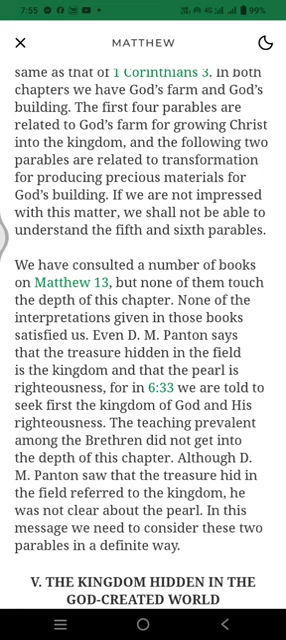 7:55
4G
99%
MATTHEW
same as that of 1 Corinthians 3. In both
chapters we have God's farm and God's
building. The first four parables are
related to God's farm for growing Christ
into the kingdom, and the following two
parables are related to transformation
for producing precious materials for
God's building. If we are not impressed
with this matter, we shall not be able to
understand the fifth and sixth parables.
We have consulted a number of books
on Matthew 13, but none of them touch
the depth of this chapter. None of the
interpretations given in those books
satisfied us. Even D. M. Panton says
that the treasure hidden in the field
is the kingdom and that the pearl is
righteousness, for in 6:33 we are told to
seek first the kingdom of God and His
righteousness. The teaching prevalent
among the Brethren did not get into
the depth of this chapter. Although D.
M. Panton saw that the treasure hid in
the field referred to the kingdom, he
was not clear about the pearl. In this
message we need to consider these two
parables in a definite way.
V. THE KINGDOM HIDDEN IN THE
GOD-CREATED WORLD